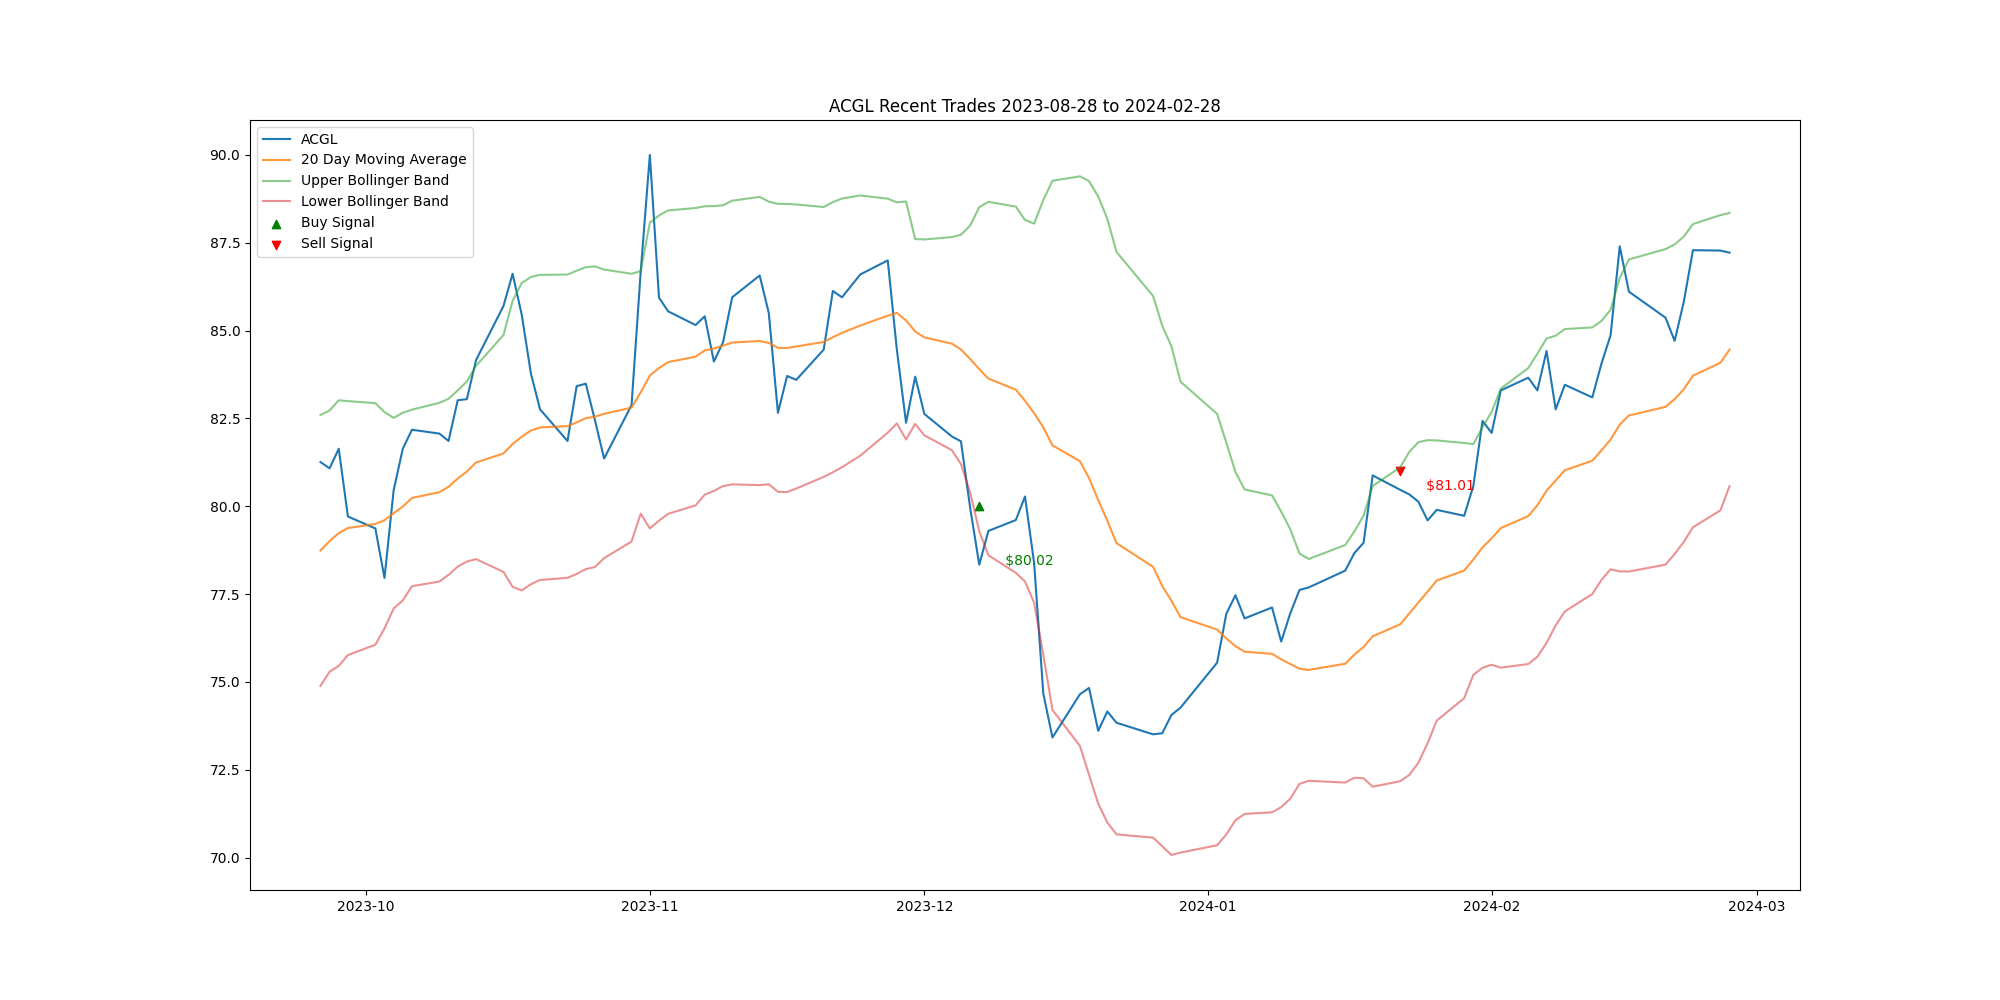 ACGL Recent Trades 2023-08-28 to 2024-02-28
ACGL
20 Day Moving Average
Upper Bollinger Band
Lower Bollinger Band
Buy Signal
Sell Signal
90.0
87.5
85.0
82.5
80.0
77.5
75.0
72.5
70.0
$81.01
$80.02
2023-10
2023-11
2023-12
2024-01
2024-02
2024-03